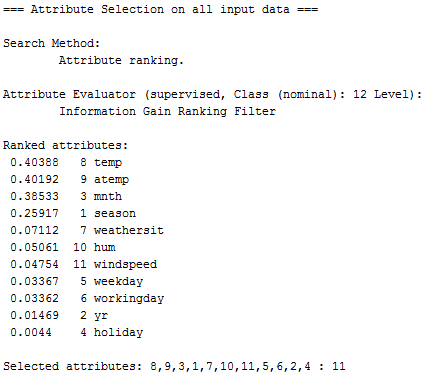 === Attribute Selection on all input data ===
Search Method:
Attribute ranking.
Attribute Evaluator (supervised, Class (nominal): 12 Level):
Information Gain Ranking Filter
Ranked attributes:
0.40388 8 temp
0.40192 9 atemp
0.38533 3 mnth
0.25917 1 season
0.07112 7 weathersit
0.05061 10 hum
0.04754 11 windspeed
0.03367 5 weekday
0.03362 6 workingday
0.01469 2 yr
0.0044 4 holiday
Selected attributes: 8,9,3,1,7,10,11,5,6,2,4 : 11